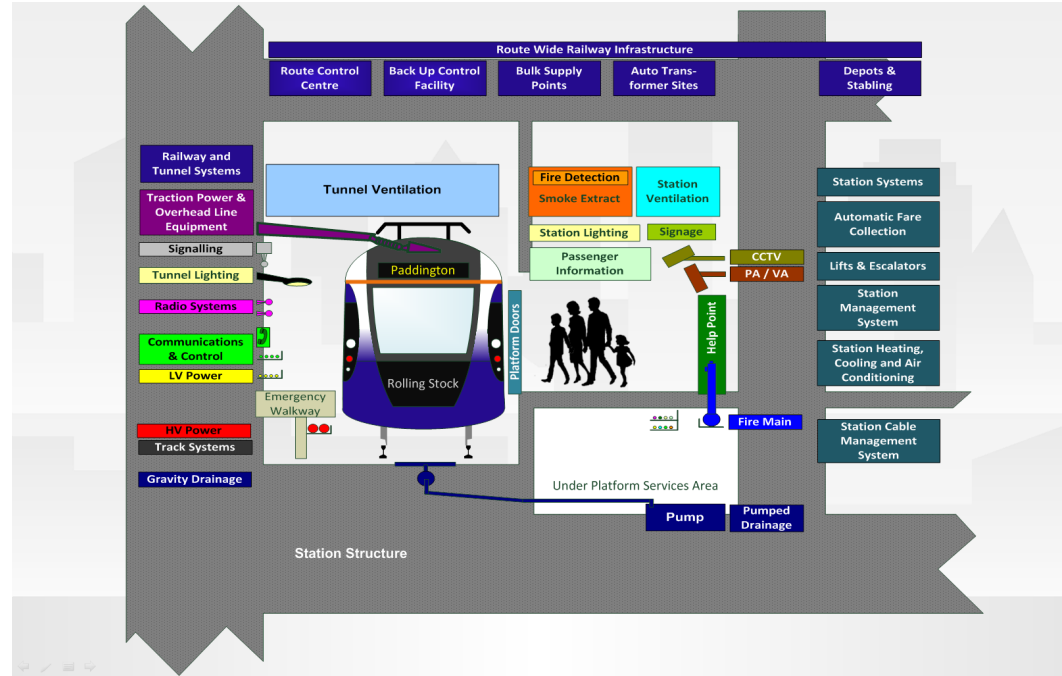 Route Wide Railway Infrastructure
Route Control
Centre
Back Up Control
Facility
Bulk Supply
Points
Auto Trans-
former Sites
Depots &
Stabling
Railway and
Tunnel Systems
Traction Power &
Overhead Line
Equipment
Signalling
Tunnel Lighting
Radio Systems
Communications
& Control
LV Power
Emergency
Walkway
HV Power
Track Systems
Gravity Drainage
Tunnel Ventilation
Paddington
Rolling Stock
Platform Doors
Fire Detection
Smoke Extract
Station
Ventilation
Station Lighting
Signage
Passenger
Information
CCTV
PA / VA
Help Point
Fire Main
Under Platform Services Area
Pump
Pumped
Drainage
Station Structure
Station Systems
Automatic Fare
Collection
Lifts & Escalators
Station
Management
System
Station Heating,
Cooling and Air
Conditioning
Station Cable
Management
System